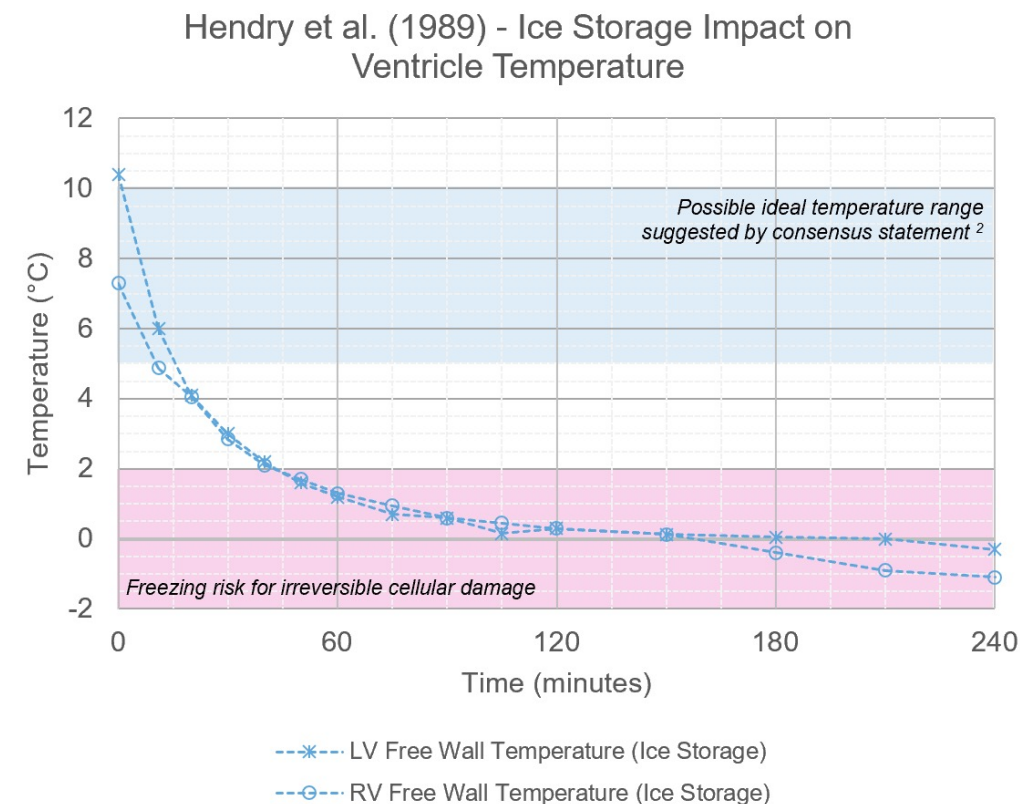 Hendry et al. (1989) - Ice Storage Impact on
Ventricle Temperature
12
10
8
6
4
2
0
-2
Temperature (°C)
Possible ideal temperature range
suggested by consensus statement ²
Freezing risk for irreversible cellular damage
0 60 120 180 240
Time (minutes)
LV Free Wall Temperature (Ice Storage)
RV Free Wall Temperature (Ice Storage)